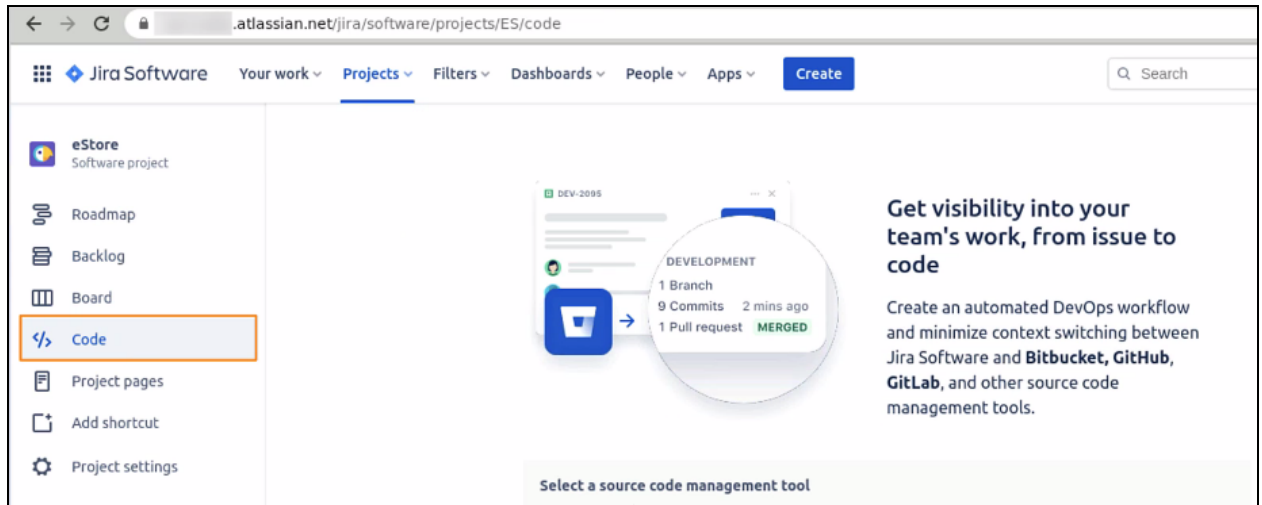 .atlassian.net/jira/software/projects/ES/code
Jira Software Your work Projects Filters Dashboards People Apps Create Search
eStore
Software project
Roadmap
Backlog
Board
</> Code
Project pages
Add shortcut
Project settings
DEV-2095
DEVELOPMENT
1 Branch
9 Commits 2 mins ago
1 Pull request MERGED
Get visibility into your
team's work, from issue to
code
Create an automated DevOps workflow
and minimize context switching between
Jira Software and Bitbucket, GitHub,
GitLab, and other source code
management tools.
Select a source code management tool